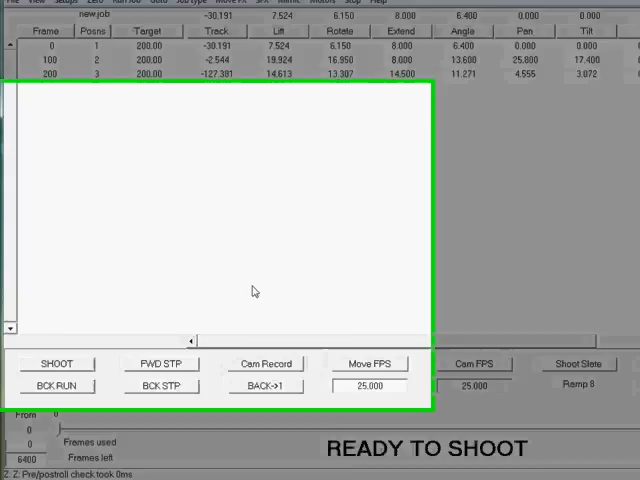 File View Setups Zero Run Job Job type Move FX SFX Mimic Motors Stop Help
new job -30.191 7.524 6.150 8.000 6.400 0.000 0.000
Frame Posns Target Track Lift Rotate Extend Angle Pan Tilt
0 1 200.00 -30.191 7.524 6.150 8.000 6.400 0.000 0.000
100 2 200.00 -2.544 19.924 16.950 8.000 13.600 25.800 17.400
200 3 200.00 -127.381 14.613 13.307 14.500 11.271 4.555 3.072
SHOOT FWD STP Cam Record Move FPS Cam FPS Shoot Slate
BCK RUN BCK STP BACK->1 25.000 25.000 Ramp 8
From 0
0
0 Frames used
6400 Frames left
READY TO SHOOT
Z: Z: Pre/postroll check took 0ms